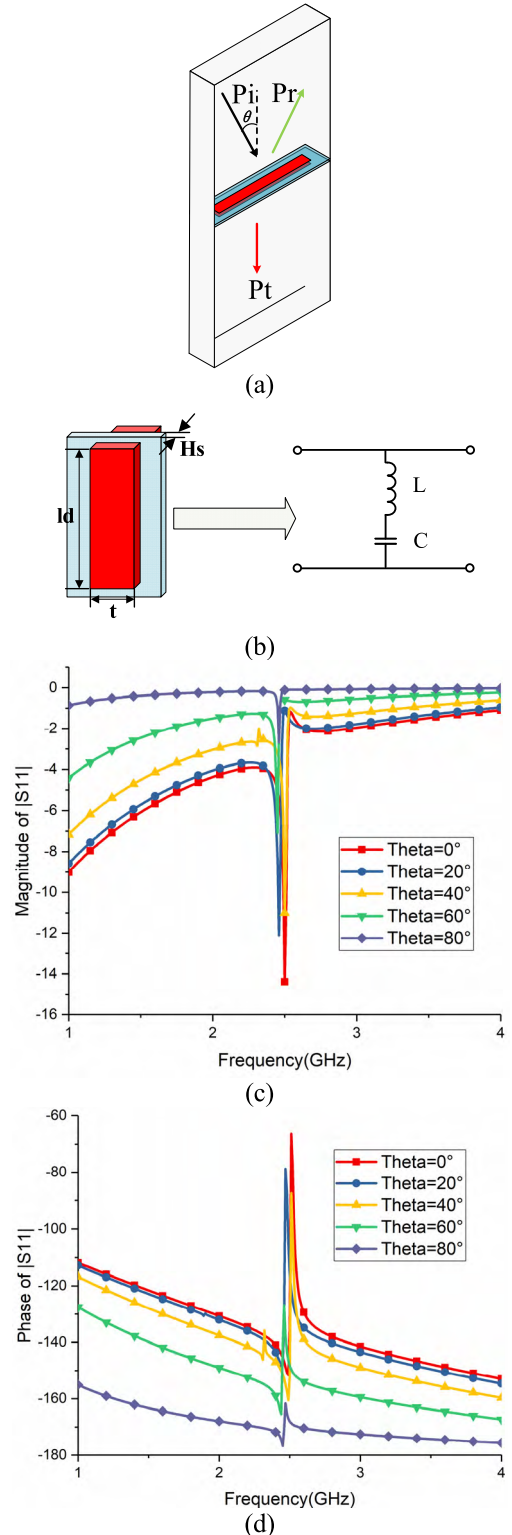 Pi Pr
θ
Pt
(a)
Hs
ld
t
L
C
(b)
Magnitude of |S11|
0
-2
-4
-6
-8
-10
-12
-14
-16
Theta=0°
Theta=20°
Theta=40°
Theta=60°
Theta=80°
1 2 3 4
Frequency(GHz)
(c)
Phase of |S11|
-60
-80
-100
-120
-140
-160
-180
Theta=0°
Theta=20°
Theta=40°
Theta=60°
Theta=80°
1 2 3 4
Frequency(GHz)
(d)